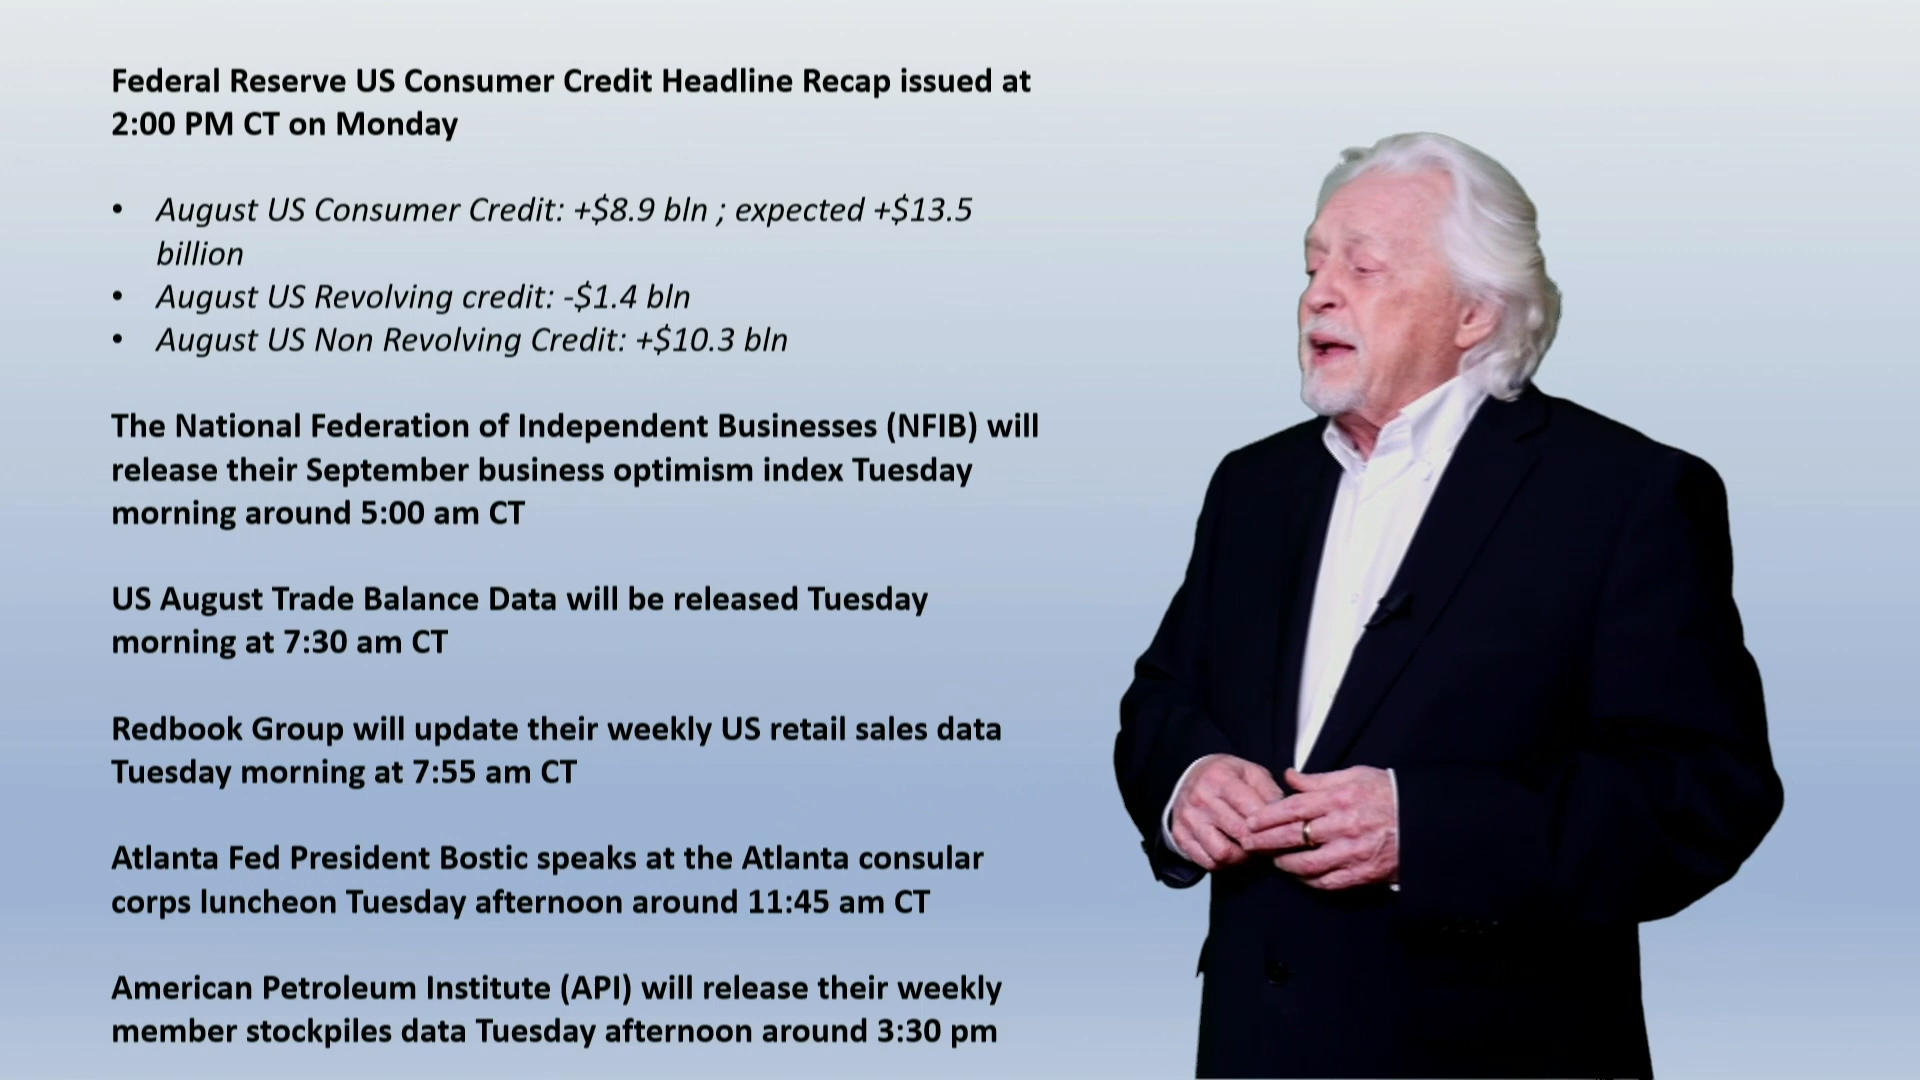 Federal Reserve US Consumer Credit Headline Recap issued at
2:00 PM CT on Monday
• August US Consumer Credit: +$8.9 bln ; expected +$13.5
billion
• August US Revolving credit: -$1.4 bln
• August US Non Revolving Credit: +$10.3 bln
The National Federation of Independent Businesses (NFIB) will
release their September business optimism index Tuesday
morning around 5:00 am CT
US August Trade Balance Data will be released Tuesday
morning at 7:30 am CT
Redbook Group will update their weekly US retail sales data
Tuesday morning at 7:55 am CT
Atlanta Fed President Bostic speaks at the Atlanta consular
corps luncheon Tuesday afternoon around 11:45 am CT
American Petroleum Institute (API) will release their weekly
member stockpiles data Tuesday afternoon around 3:30 pm